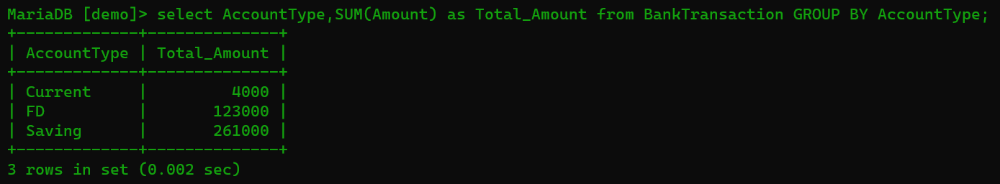 MariaDB [demo]> select AccountType,SUM(Amount) as Total_Amount from BankTransaction GROUP BY AccountType;
+-------------+--------------+
| AccountType | Total_Amount |
+-------------+--------------+
| Current     |         4000 |
| FD          |       123000 |
| Saving      |       261000 |
+-------------+--------------+
3 rows in set (0.002 sec)